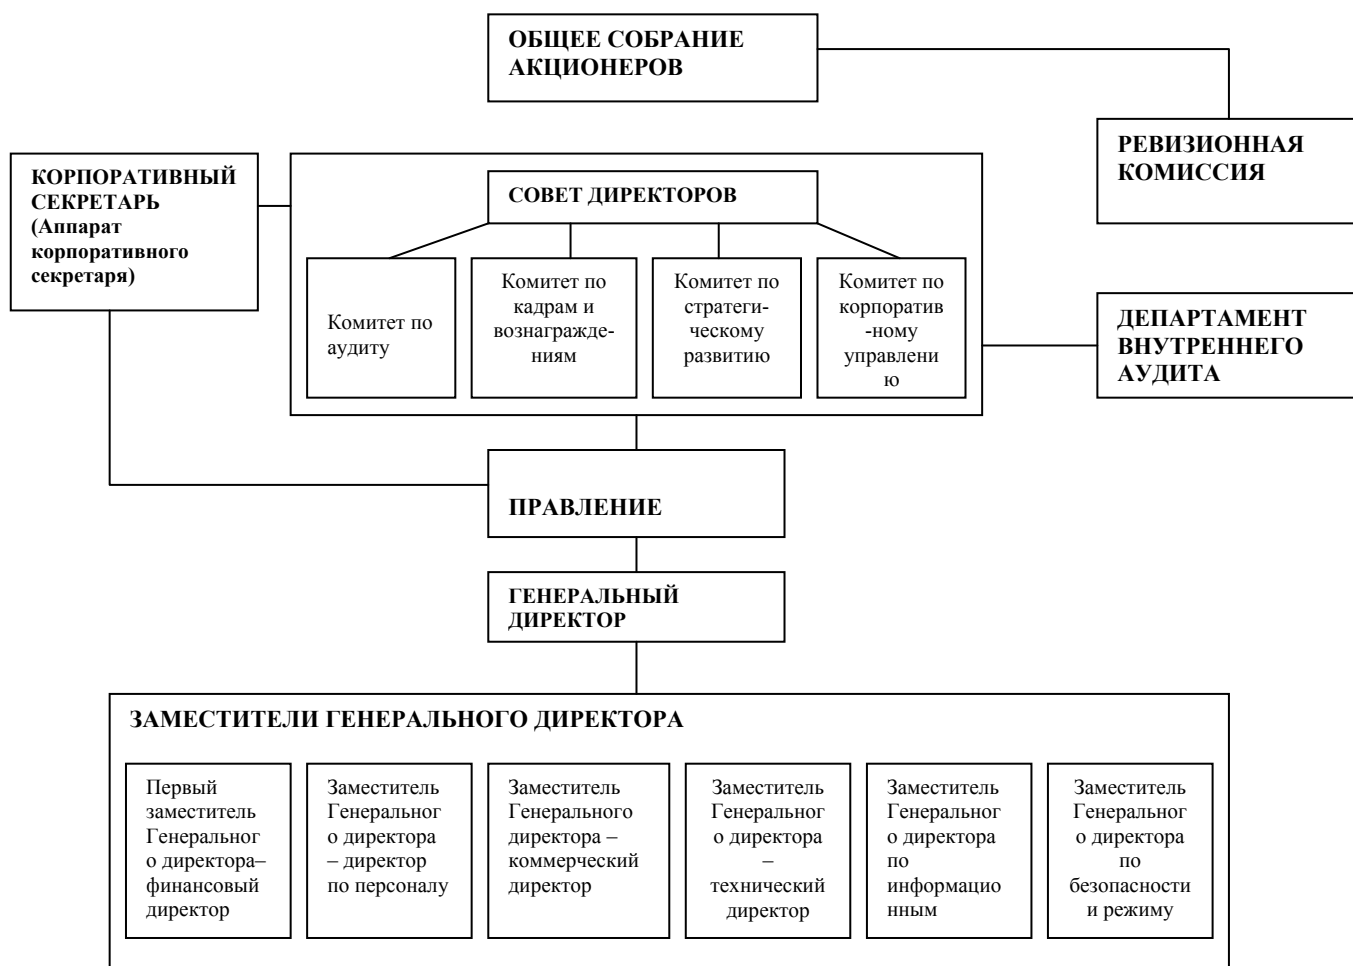 ОБЩЕЕ СОБРАНИЕ
АКЦИОНЕРОВ
РЕВИЗИОННАЯ
КОМИССИЯ
КОРПОРАТИВНЫЙ
СЕКРЕТАРЬ
(Аппарат
корпоративного
секретаря)
СОВЕТ ДИРЕКТОРОВ
Комитет по
аудиту
Комитет по
кадрам и
вознагражде-
ниям
Комитет по
стратеги-
ческому
развитию
Комитет по
корпоратив
-ному
управлени
ю
ДЕПАРТАМЕНТ
ВНУТРЕННЕГО
АУДИТА
ПРАВЛЕНИЕ
ГЕНЕРАЛЬНЫЙ
ДИРЕКТОР
ЗАМЕСТИТЕЛИ ГЕНЕРАЛЬНОГО ДИРЕКТОРА
Первый
заместитель
Генеральног
о директора–
финансовый
директор
Заместитель
Генеральног
о директора
– директор
по персоналу
Заместитель
Генерального
директора –
коммерческий
директор
Заместитель
Генеральног
о директора
–
технический
директор
Заместитель
Генеральног
о директора
по
информацио
нным
Заместитель
Генеральног
о директора
по
безопасности
и режиму